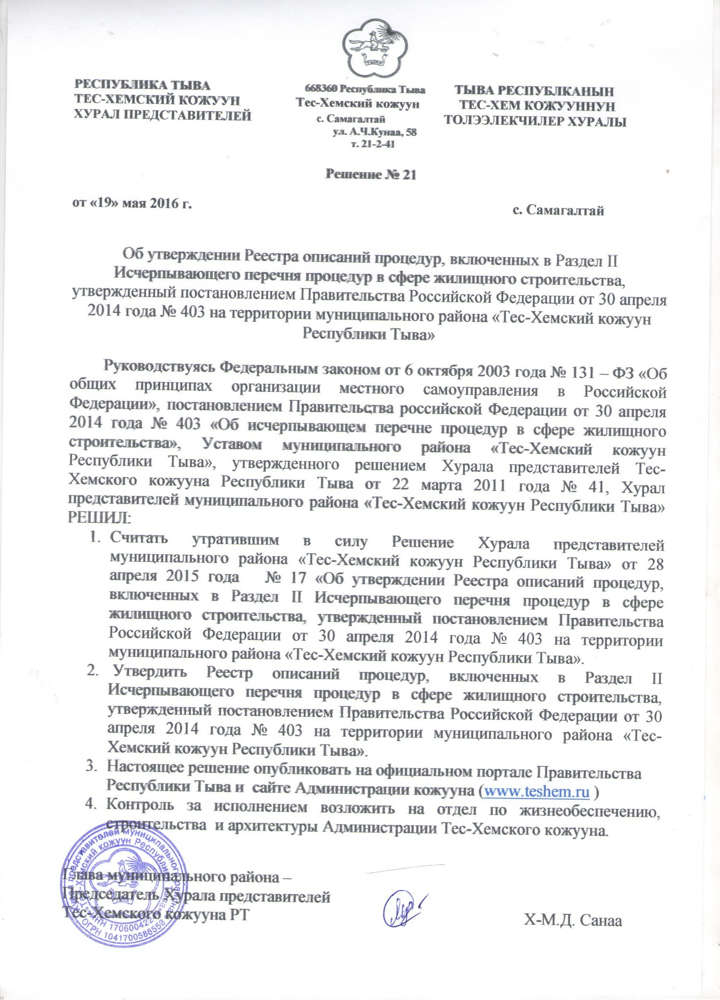 РЕСПУБЛИКА ТЫВА
ТЕС-ХЕМСКИЙ КОЖУУН
ХУРАЛ ПРЕДСТАВИТЕЛЕЙ
668360 Республика Тыва
Тес-Хемский кожуун
с. Самагалтай
ул. А.Ч.Кунаа, 58
т. 21-2-41
ТЫВА РЕСПУБЛКАНЫН
ТЕС-ХЕМ КОЖУУННУН
ТОЛЭЭЛЕКЧИЛЕР ХУРАЛЫ
Решение № 21
от «19» мая 2016 г.
с. Самагалтай
Об утверждении Реестра описаний процедур, включенных в Раздел II
Исчерпывающего перечня процедур в сфере жилищного строительства,
утвержденный постановлением Правительства Российской Федерации от 30 апреля
2014 года № 403 на территории муниципального района «Тес-Хемский кожуун
Республики Тыва»
Руководствуясь Федеральным законом от 6 октября 2003 года № 131 – ФЗ «Об
общих принципах организации местного самоуправления в Российской
Федерации», постановлением Правительства российской Федерации от 30 апреля
2014 года № 403 «Об исчерпывающем перечне процедур в сфере жилищного
строительства», Уставом муниципального района «Тес-Хемский кожуун
Республики Тыва», утвержденного решением Хурала представителей Тес-
Хемского кожууна Республики Тыва от 22 марта 2011 года № 41, Хурал
представителей муниципального района «Тес-Хемский кожуун Республики Тыва»
РЕШИЛ:
1. Считать утратившим в силу Решение Хурала представителей
муниципального района «Тес-Хемский кожуун Республики Тыва» от 28
апреля 2015 года № 17 «Об утверждении Реестра описаний процедур,
включенных в Раздел II Исчерпывающего перечня процедур в сфере
жилищного строительства, утвержденный постановлением Правительства
Российской Федерации от 30 апреля 2014 года № 403 на территории
муниципального района «Тес-Хемский кожуун Республики Тыва».
2. Утвердить Реестр описаний процедур, включенных в Раздел II
Исчерпывающего перечня процедур в сфере жилищного строительства,
утвержденный постановлением Правительства Российской Федерации от 30
апреля 2014 года № 403 на территории муниципального района «Тес-
Хемский кожуун Республики Тыва».
3. Настоящее решение опубликовать на официальном портале Правительства
Республики Тыва и сайте Администрации кожууна (www.teshem.ru )
4. Контроль за исполнением возложить на отдел по жизнеобеспечению,
строительства и архитектуры Администрации Тес-Хемского кожууна.
Глава муниципального района –
Председатель Хурала представителей
Тес-Хемского кожууна РТ
Х-М.Д. Санаа
представителей муниципального района
Тес-Хемский кожуун Республики Тыва
ОГРН 1041700586553